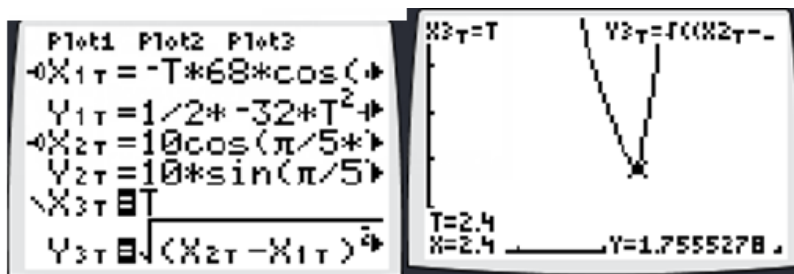 Plot1 Plot2 Plot3
X1T=-T*68*cos(
Y1T=1/2*-32*T²
X2T=10cos(π/5*
Y2T=10*sin(π/5
\X3T=T
Y3T=√(X2T-X1T)²
X3T=T Y3T=√((X2T-…
T=2.4
X=2.4 Y=1.7555278